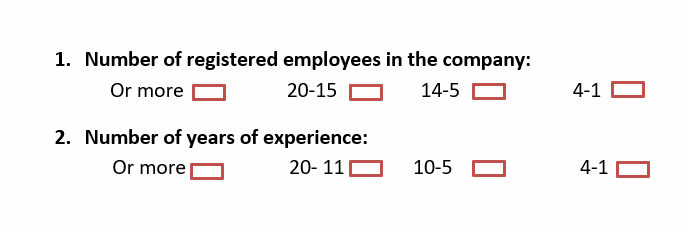 1. Number of registered employees in the company:
Or more 20-15 14-5 4-1
2. Number of years of experience:
Or more 20- 11 10-5 4-1